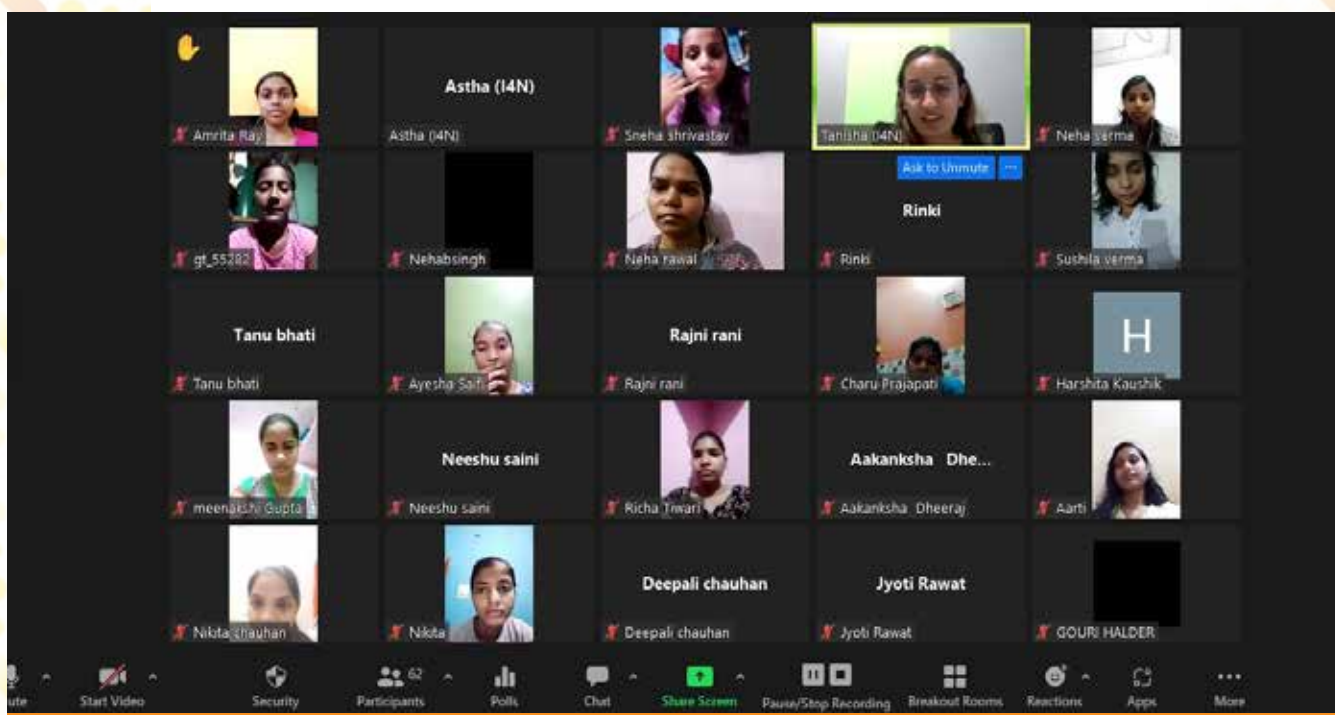 Amrita Ray
Astha (I4N)
Astha (I4N)
Sneha shrivastav
Tanisha (I4N)
Neha verma
Ask to Unmute ...
gt_55282
Nehabsingh
Neha rawal
Rinki
Rinki
Sushila verma
Tanu bhati
Tanu bhati
Ayesha Saifi
Rajni rani
Rajni rani
Charu Prajapati
H
Harshita Kaushik
meenakshi Gupta
Neeshu saini
Neeshu saini
Richa Tiwari
Aakanksha Dhe...
Aakanksha Dheeraj
Aarti
Nikita chauhan
Nikita
Deepali chauhan
Deepali chauhan
Jyoti Rawat
Jyoti Rawat
GOURI HALDER
ute
Start Video
Security
62
Participants
Polls
Chat
Share Screen
Pause/Stop Recording
Breakout Rooms
Reactions
Apps
More